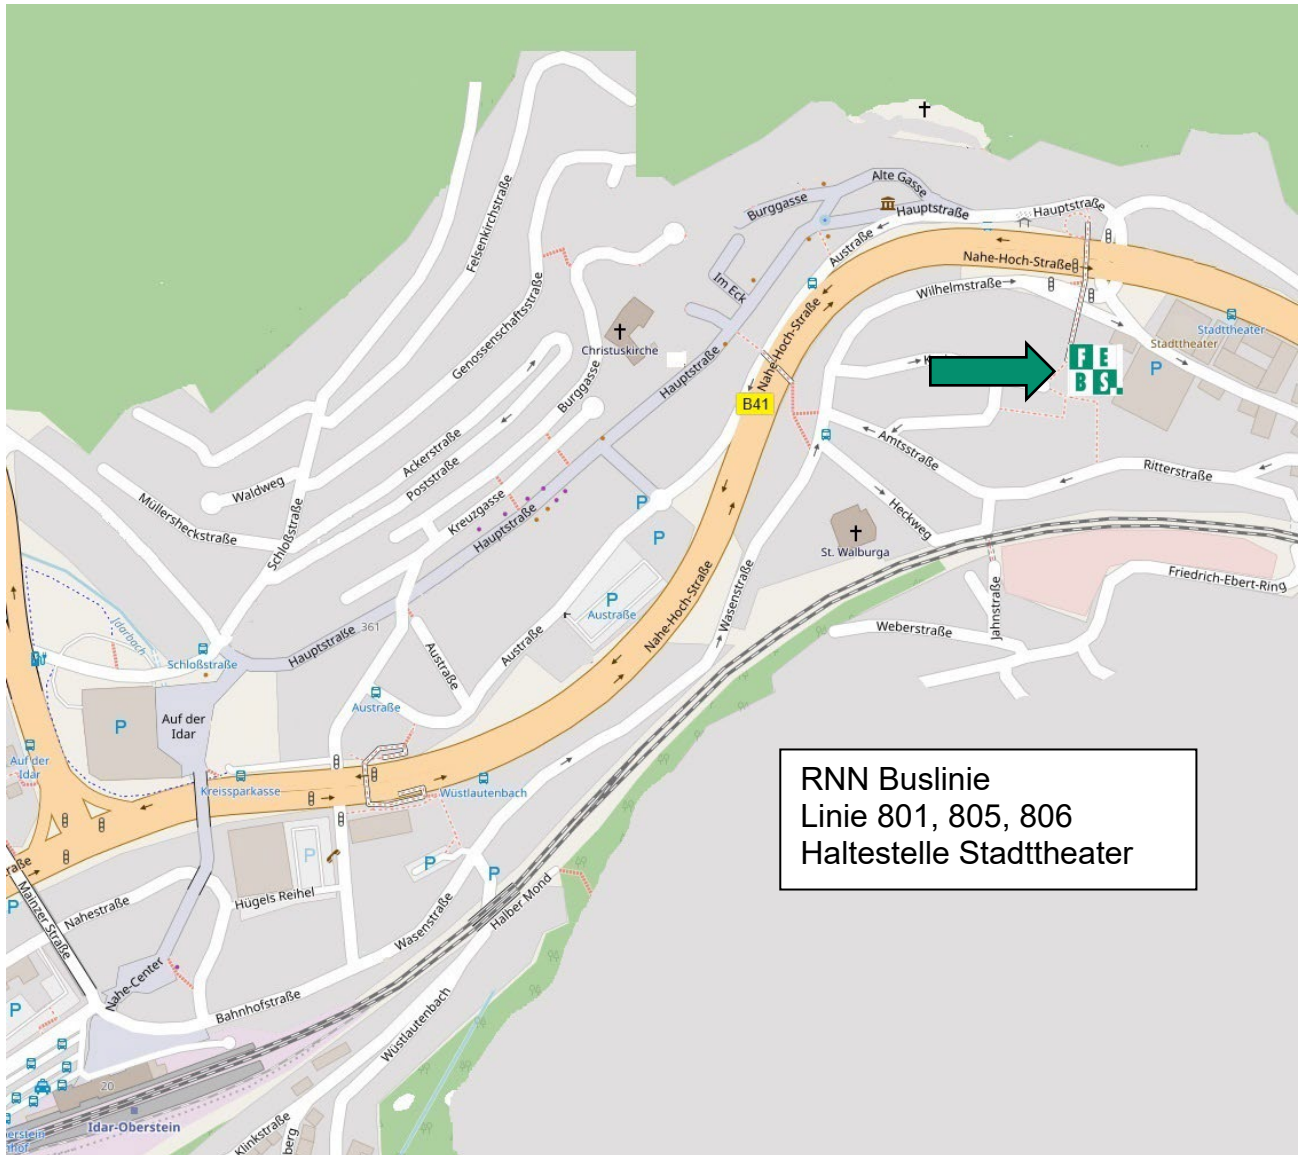 Alte Gasse
Burggasse
Hauptstraße
Hauptstraße
Austraße
Nahe-Hoch-Straße
Felsenkirchstraße
Im Eck
Wilhelmstraße
Genossenschaftsstraße
Stadttheater
Stadttheater
Christuskirche
Nahe-Hoch-Straße
F E
B S.
P
Hauptstraße
Burggasse
B41
Ackerstraße
Amtsstraße
Poststraße
Ritterstraße
Waldweg
Müllersheckstraße
Kreuzgasse
Hauptstraße
P
Heckweg
Schloßstraße
P
St. Walburga
Nahe-Hoch-Straße
Friedrich-Ebert-Ring
Wasenstraße
P
Austraße
Jahnstraße
Idarbach
Weberstraße
Hauptstraße
361
Austraße
Austraße
Schloßstraße
Austraße
P
Auf der
Idar
Auf der
Idar
Kreissparkasse
Wüstlautenbach
RNN Buslinie
Linie 801, 805, 806
Haltestelle Stadttheater
P
P
P
Mainzer Straße
Hügels Reihel
P
Nahestraße
Wasenstraße
Halber Mond
Nahe-Center
P
Bahnhofstraße
Wüstlautenbach
20
Idar-Oberstein
Klinkstraße